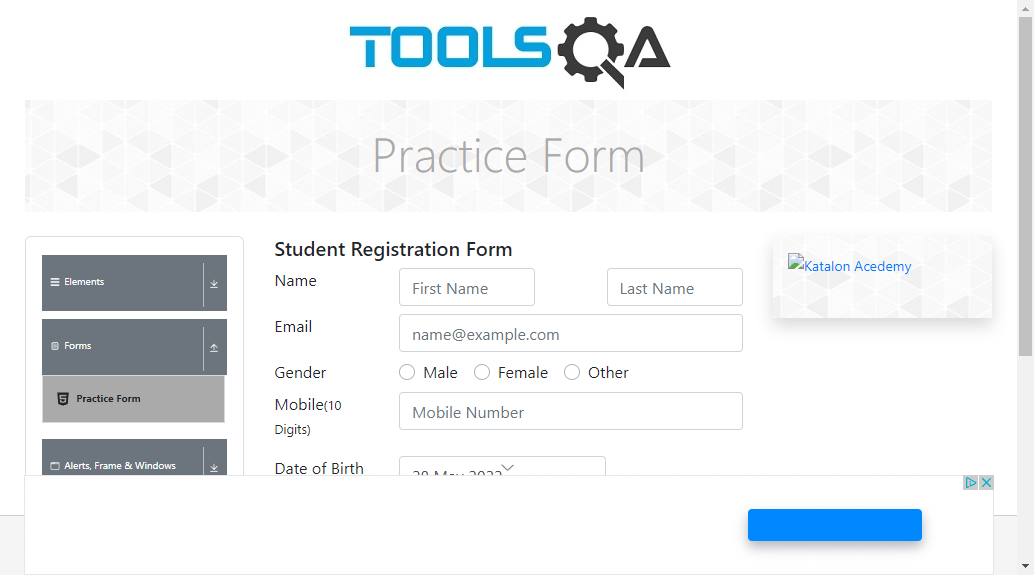 TOOLSQA
Practice Form
Elements
Forms
Practice Form
Alerts, Frame & Windows
Student Registration Form
Name
First Name
Last Name
Email
name@example.com
Gender
Male
Female
Other
Mobile(10
Digits)
Mobile Number
Date of Birth
Katalon Acedemy